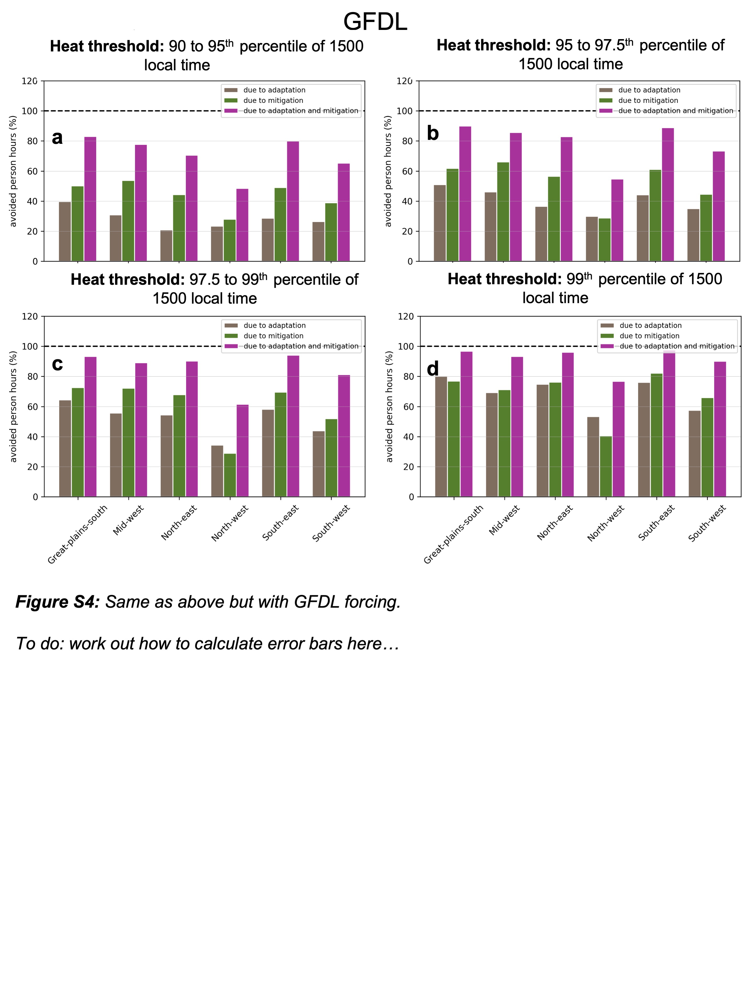 GFDL
Heat threshold: 90 to 95th percentile of 1500
local time
Heat threshold: 95 to 97.5th percentile of
1500 local time
120
100
80
60
40
20
0
avoided person hours (%)
a
due to adaptation
due to mitigation
due to adaptation and mitigation
120
100
80
60
40
20
0
avoided person hours (%)
b
due to adaptation
due to mitigation
due to adaptation and mitigation
Heat threshold: 97.5 to 99th percentile of
1500 local time
Heat threshold: 99th percentile of 1500
local time
120
100
80
60
40
20
0
avoided person hours (%)
c
due to adaptation
due to mitigation
due to adaptation and mitigation
Great-plains-south
Mid-west
North-east
North-west
South-east
South-west
120
100
80
60
40
20
0
avoided person hours (%)
d
due to adaptation
due to mitigation
due to adaptation and mitigation
Great-plains-south
Mid-west
North-east
North-west
South-east
South-west
Figure S4: Same as above but with GFDL forcing.
To do: work out how to calculate error bars here…